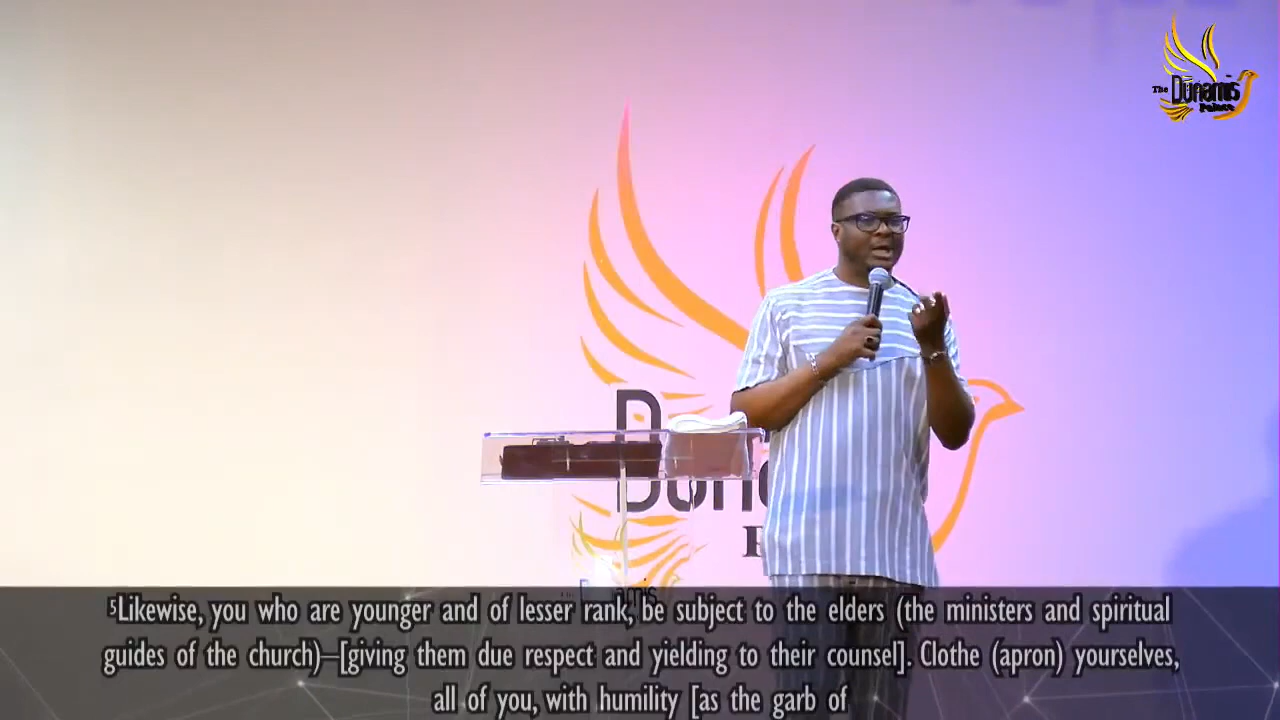 The
Dunamis
Palace
Dun
P
⁵Likewise, you who are younger and of lesser rank, be subject to the elders (the ministers and spiritual
guides of the church)–[giving them due respect and yielding to their counsel]. Clothe (apron) yourselves,
all of you, with humility [as the garb of